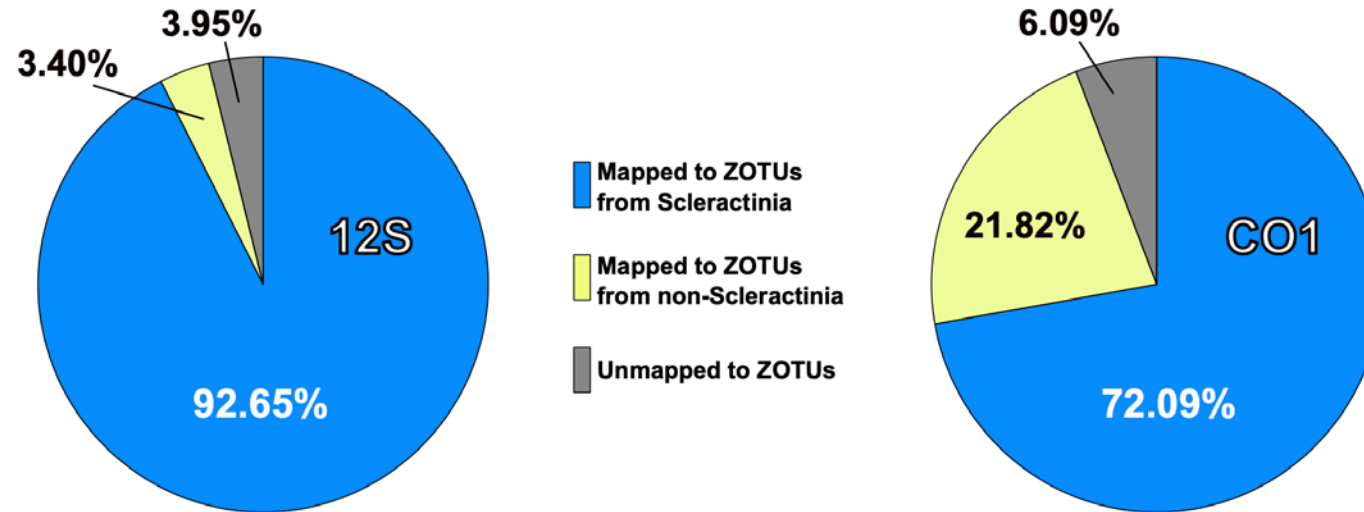 3.95%
3.40%
12S
92.65%
Mapped to ZOTUs
from Scleractinia
Mapped to ZOTUs
from non-Scleractinia
Unmapped to ZOTUs
6.09%
21.82%
CO1
72.09%